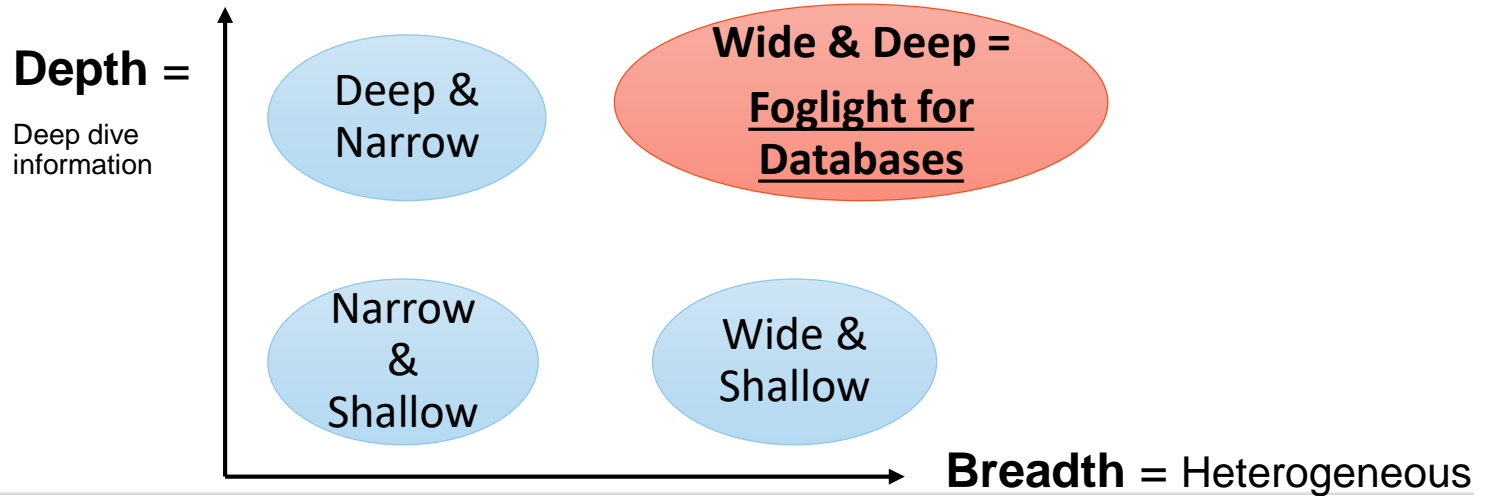 Depth =
Deep dive
information
Deep &
Narrow
Wide & Deep =
Foglight for
Databases
Narrow
&
Shallow
Wide &
Shallow
Breadth = Heterogeneous